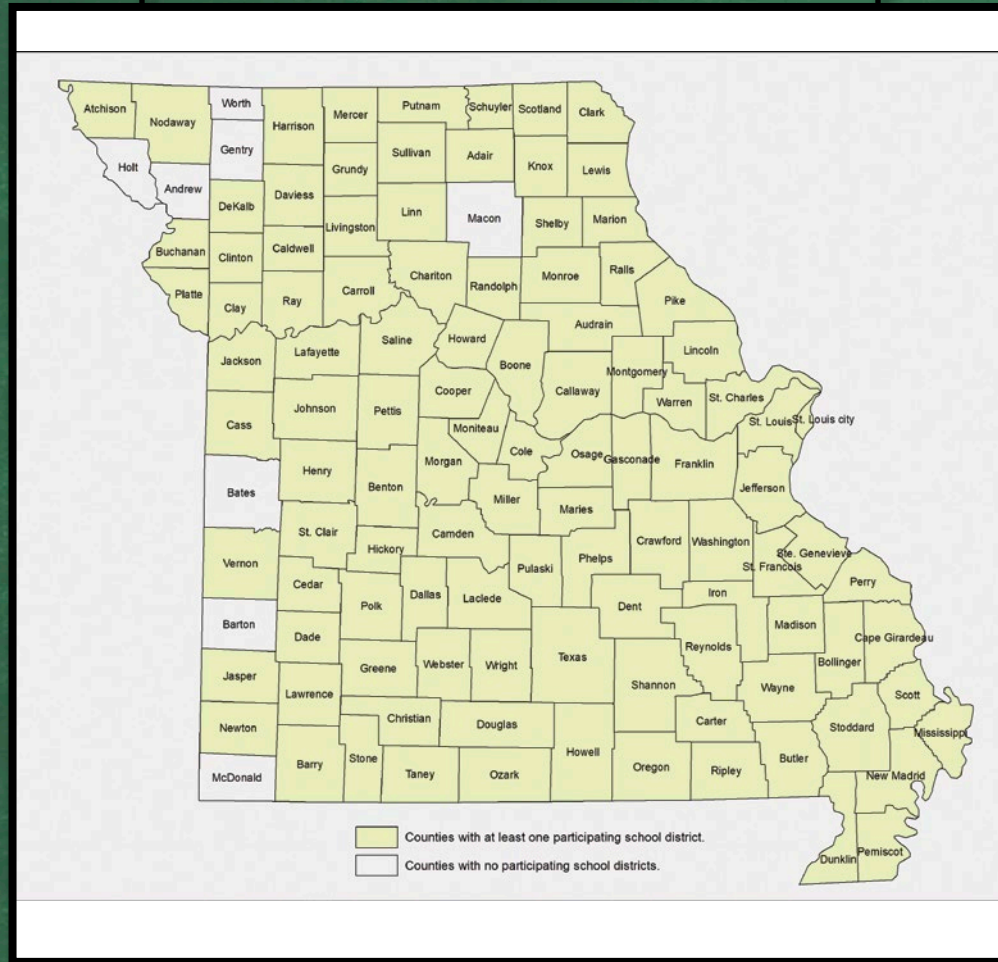 Atchison
Nodaway
Worth
Harrison
Mercer
Putnam
Schuyler
Scotland
Clark
Holt
Andrew
Gentry
Grundy
Sullivan
Adair
Knox
Lewis
DeKalb
Daviess
Livingston
Linn
Macon
Shelby
Marion
Buchanan
Clinton
Caldwell
Chariton
Randolph
Monroe
Ralls
Platte
Clay
Ray
Carroll
Pike
Jackson
Lafayette
Saline
Howard
Boone
Audrain
Lincoln
Cass
Johnson
Pettis
Cooper
Callaway
Montgomery
Warren
St. Charles
St. Louis
St. Louis city
Moniteau
Morgan
Cole
Osage
Gasconade
Franklin
Jefferson
Bates
Henry
Benton
Miller
Maries
St. Clair
Hickory
Camden
Pulaski
Phelps
Crawford
Washington
Ste. Genevieve
St. Francois
Perry
Vernon
Cedar
Polk
Dallas
Laclede
Dent
Iron
Madison
Bollinger
Cape Girardeau
Barton
Dade
Greene
Webster
Wright
Texas
Reynolds
Shannon
Wayne
Scott
Jasper
Lawrence
Christian
Douglas
Carter
Stoddard
Mississippi
Newton
Barry
Stone
Taney
Ozark
Howell
Oregon
Ripley
Butler
New Madrid
McDonald
Dunklin
Pemiscot
Counties with at least one participating school district.
Counties with no participating school districts.